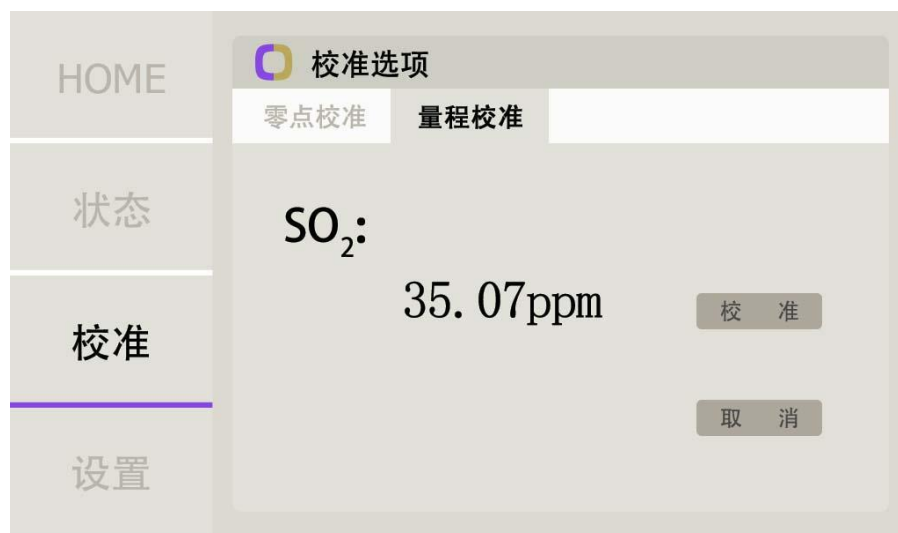 HOME
状态
校准
设置
校准选项
零点校准 量程校准
SO₂:
35.07ppm
校 准
取 消